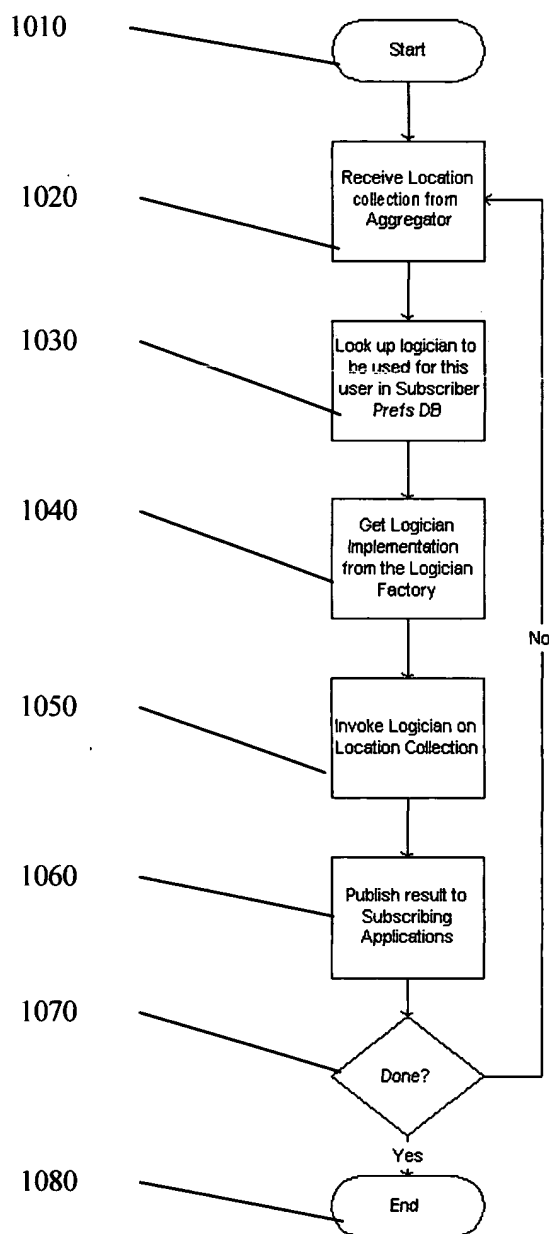 1010
Start
1020
Receive Location
collection from
Aggregator
1030
Look up logician to
be used for this
user in Subscriber
Prefs DB
1040
Get Logician
Implementation
from the Logician
Factory
No
1050
Invoke Logician on
Location Collection
1060
Publish result to
Subscribing
Applications
1070
Done?
Yes
1080
End